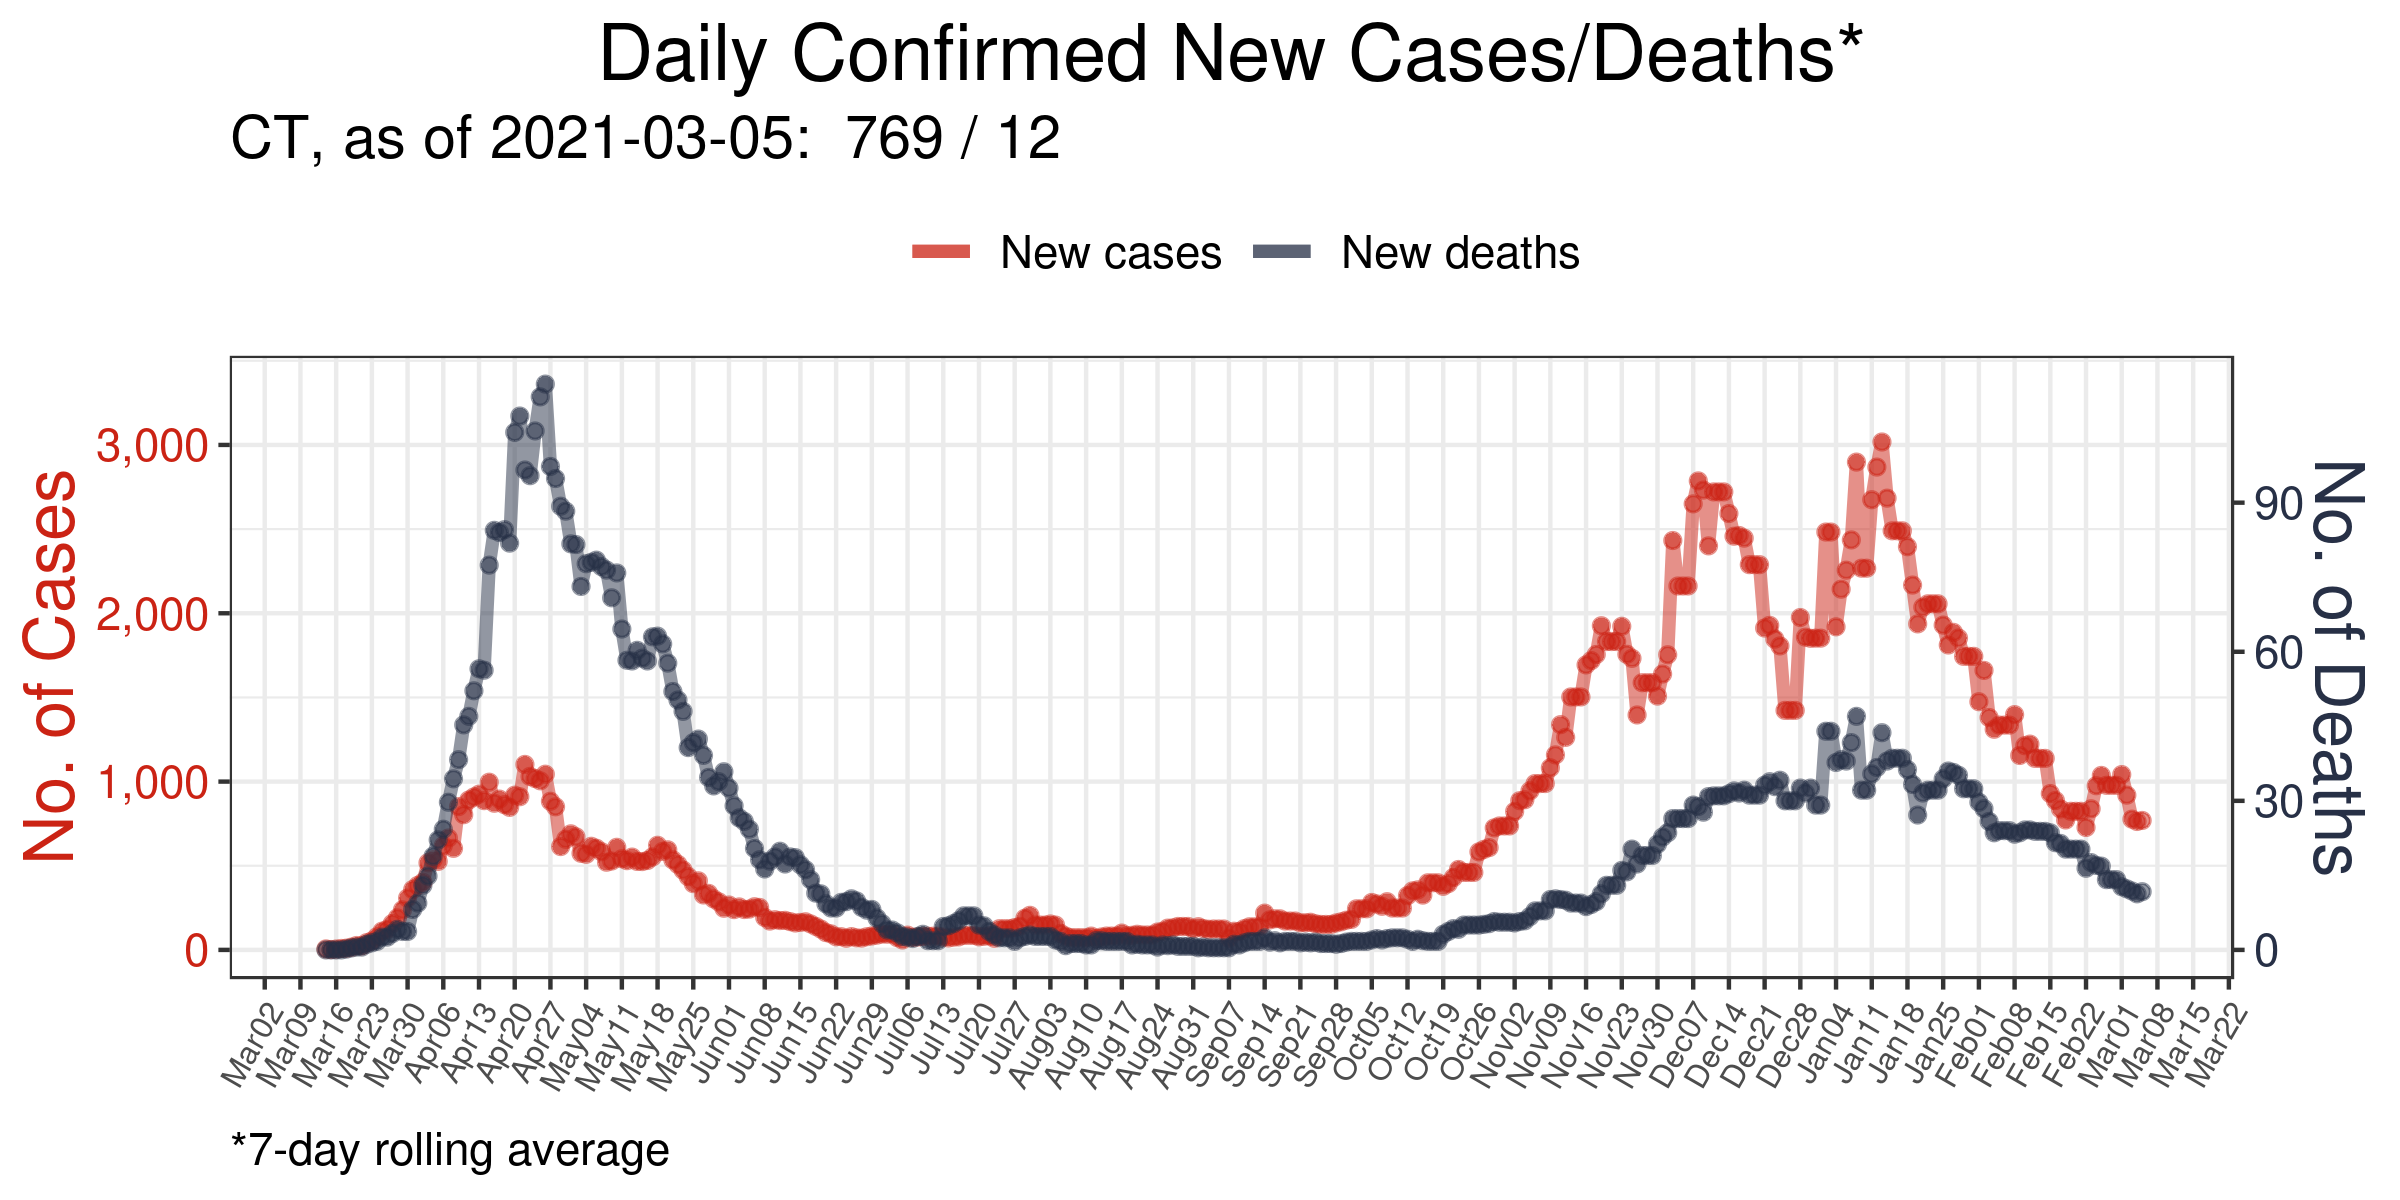 Daily Confirmed New Cases/Deaths*
CT, as of 2021-03-05:  769 / 12
New cases
New deaths
No. of Cases
3,000
2,000
1,000
0
No. of Deaths
90
60
30
0
Mar02
Mar09
Mar16
Mar23
Mar30
Apr06
Apr13
Apr20
Apr27
May04
May11
May18
May25
Jun01
Jun08
Jun15
Jun22
Jun29
Jul06
Jul13
Jul20
Jul27
Aug03
Aug10
Aug17
Aug24
Aug31
Sep07
Sep14
Sep21
Sep28
Oct05
Oct12
Oct19
Oct26
Nov02
Nov09
Nov16
Nov23
Nov30
Dec07
Dec14
Dec21
Dec28
Jan04
Jan11
Jan18
Jan25
Feb01
Feb08
Feb15
Feb22
Mar01
Mar08
Mar15
Mar22
*7-day rolling average